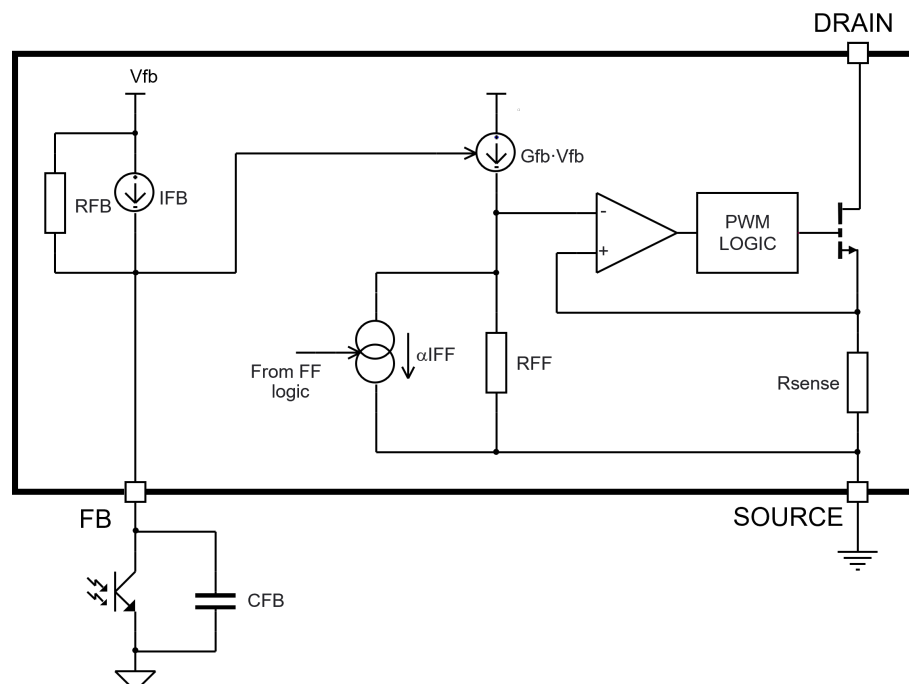 DRAIN
Vfb
Gfb·Vfb
RFB
IFB
-
PWM
LOGIC
+
αIFF
RFF
From FF
logic
Rsense
FB
SOURCE
CFB